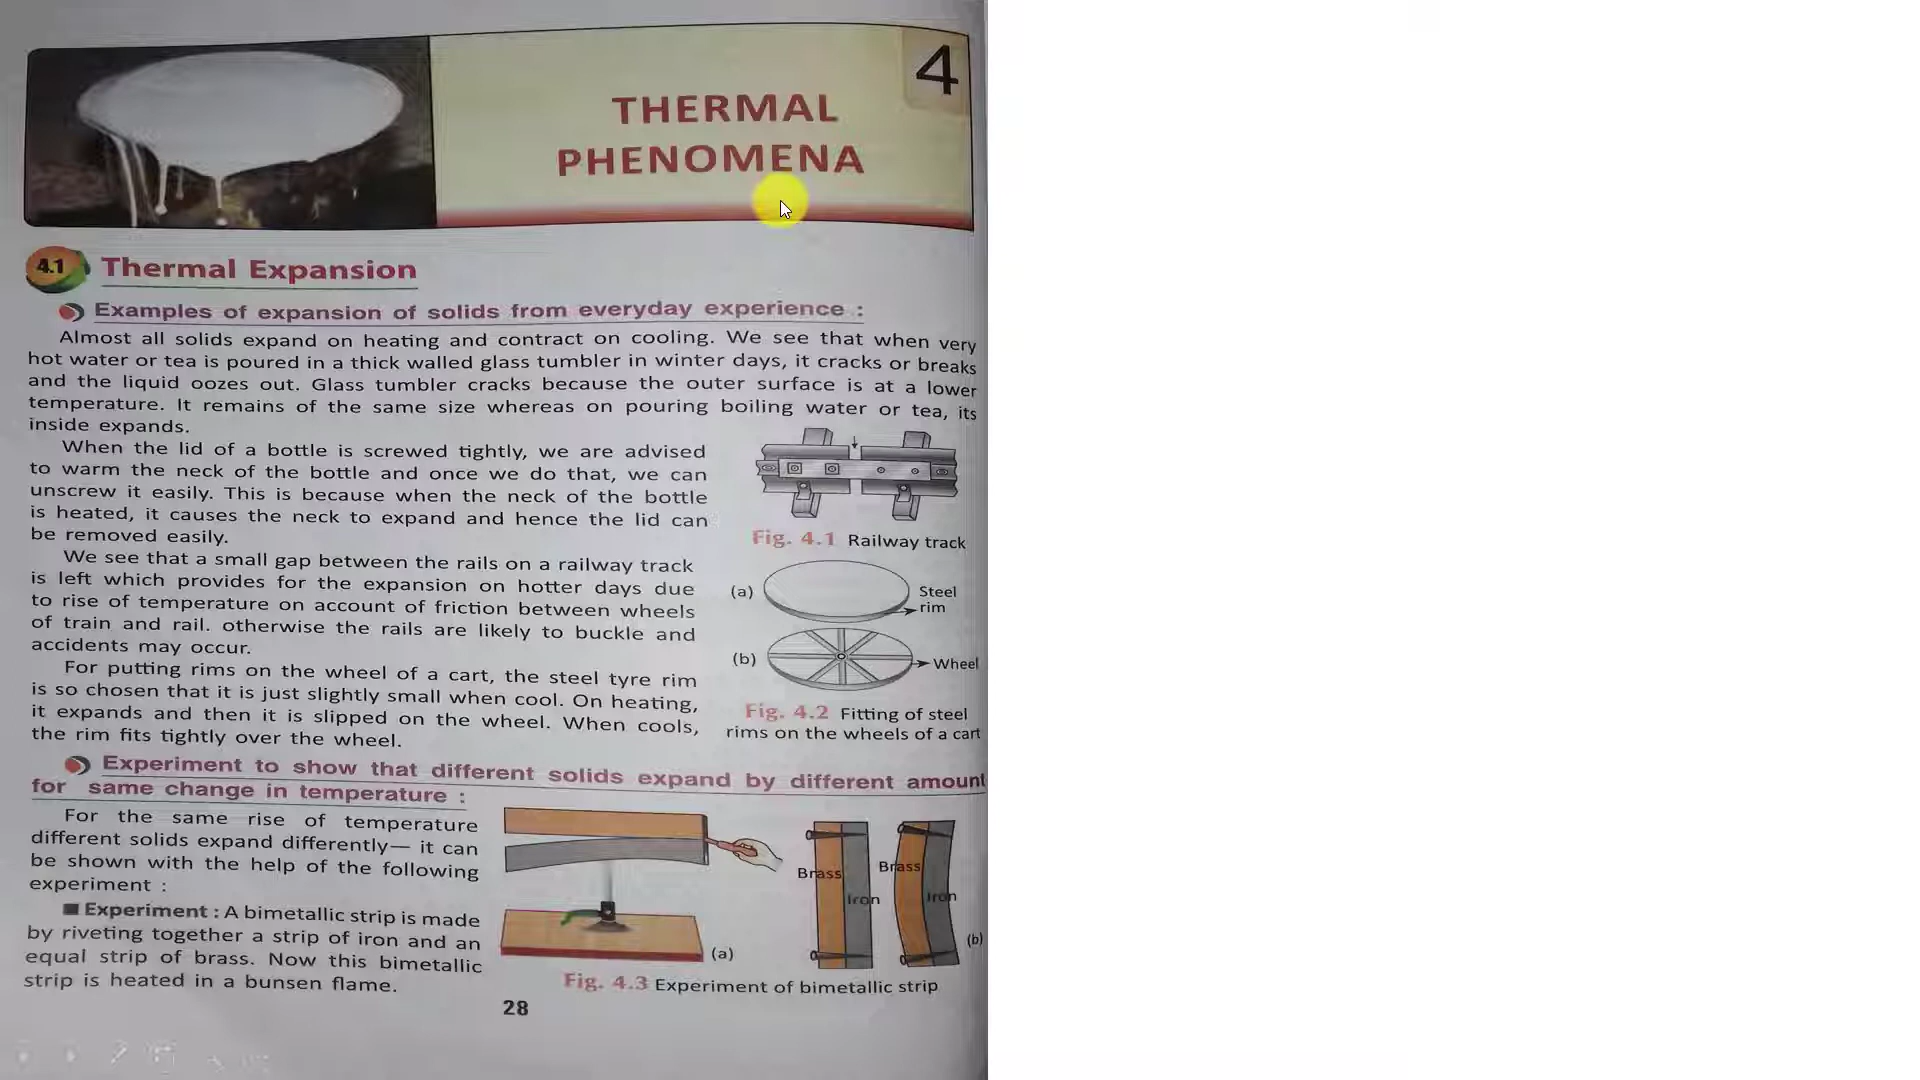 4
THERMAL
PHENOMENA
4.1 Thermal Expansion
Examples of expansion of solids from everyday experience :
Almost all solids expand on heating and contract on cooling. We see that when very
hot water or tea is poured in a thick walled glass tumbler in winter days, it cracks or breaks
and the liquid oozes out. Glass tumbler cracks because the outer surface is at a lower
temperature. It remains of the same size whereas on pouring boiling water or tea, its
inside expands.
When the lid of a bottle is screwed tightly, we are advised
to warm the neck of the bottle and once we do that, we can
unscrew it easily. This is because when the neck of the bottle
is heated, it causes the neck to expand and hence the lid can
be removed easily.
Fig. 4.1 Railway track
We see that a small gap between the rails on a railway track
is left which provides for the expansion on hotter days due
to rise of temperature on account of friction between wheels
of train and rail. otherwise the rails are likely to buckle and
accidents may occur.
(a)
Steel
rim
(b)
Wheel
For putting rims on the wheel of a cart, the steel tyre rim
is so chosen that it is just slightly small when cool. On heating,
it expands and then it is slipped on the wheel. When cools,
the rim fits tightly over the wheel.
Fig. 4.2 Fitting of steel
rims on the wheels of a cart
Experiment to show that different solids expand by different amount
for same change in temperature :
For the same rise of temperature
different solids expand differently— it can
be shown with the help of the following
experiment :
■ Experiment : A bimetallic strip is made
by riveting together a strip of iron and an
equal strip of brass. Now this bimetallic
strip is heated in a bunsen flame.
Brass
Iron
Brass
Iron
(a)
(b)
Fig. 4.3 Experiment of bimetallic strip
28